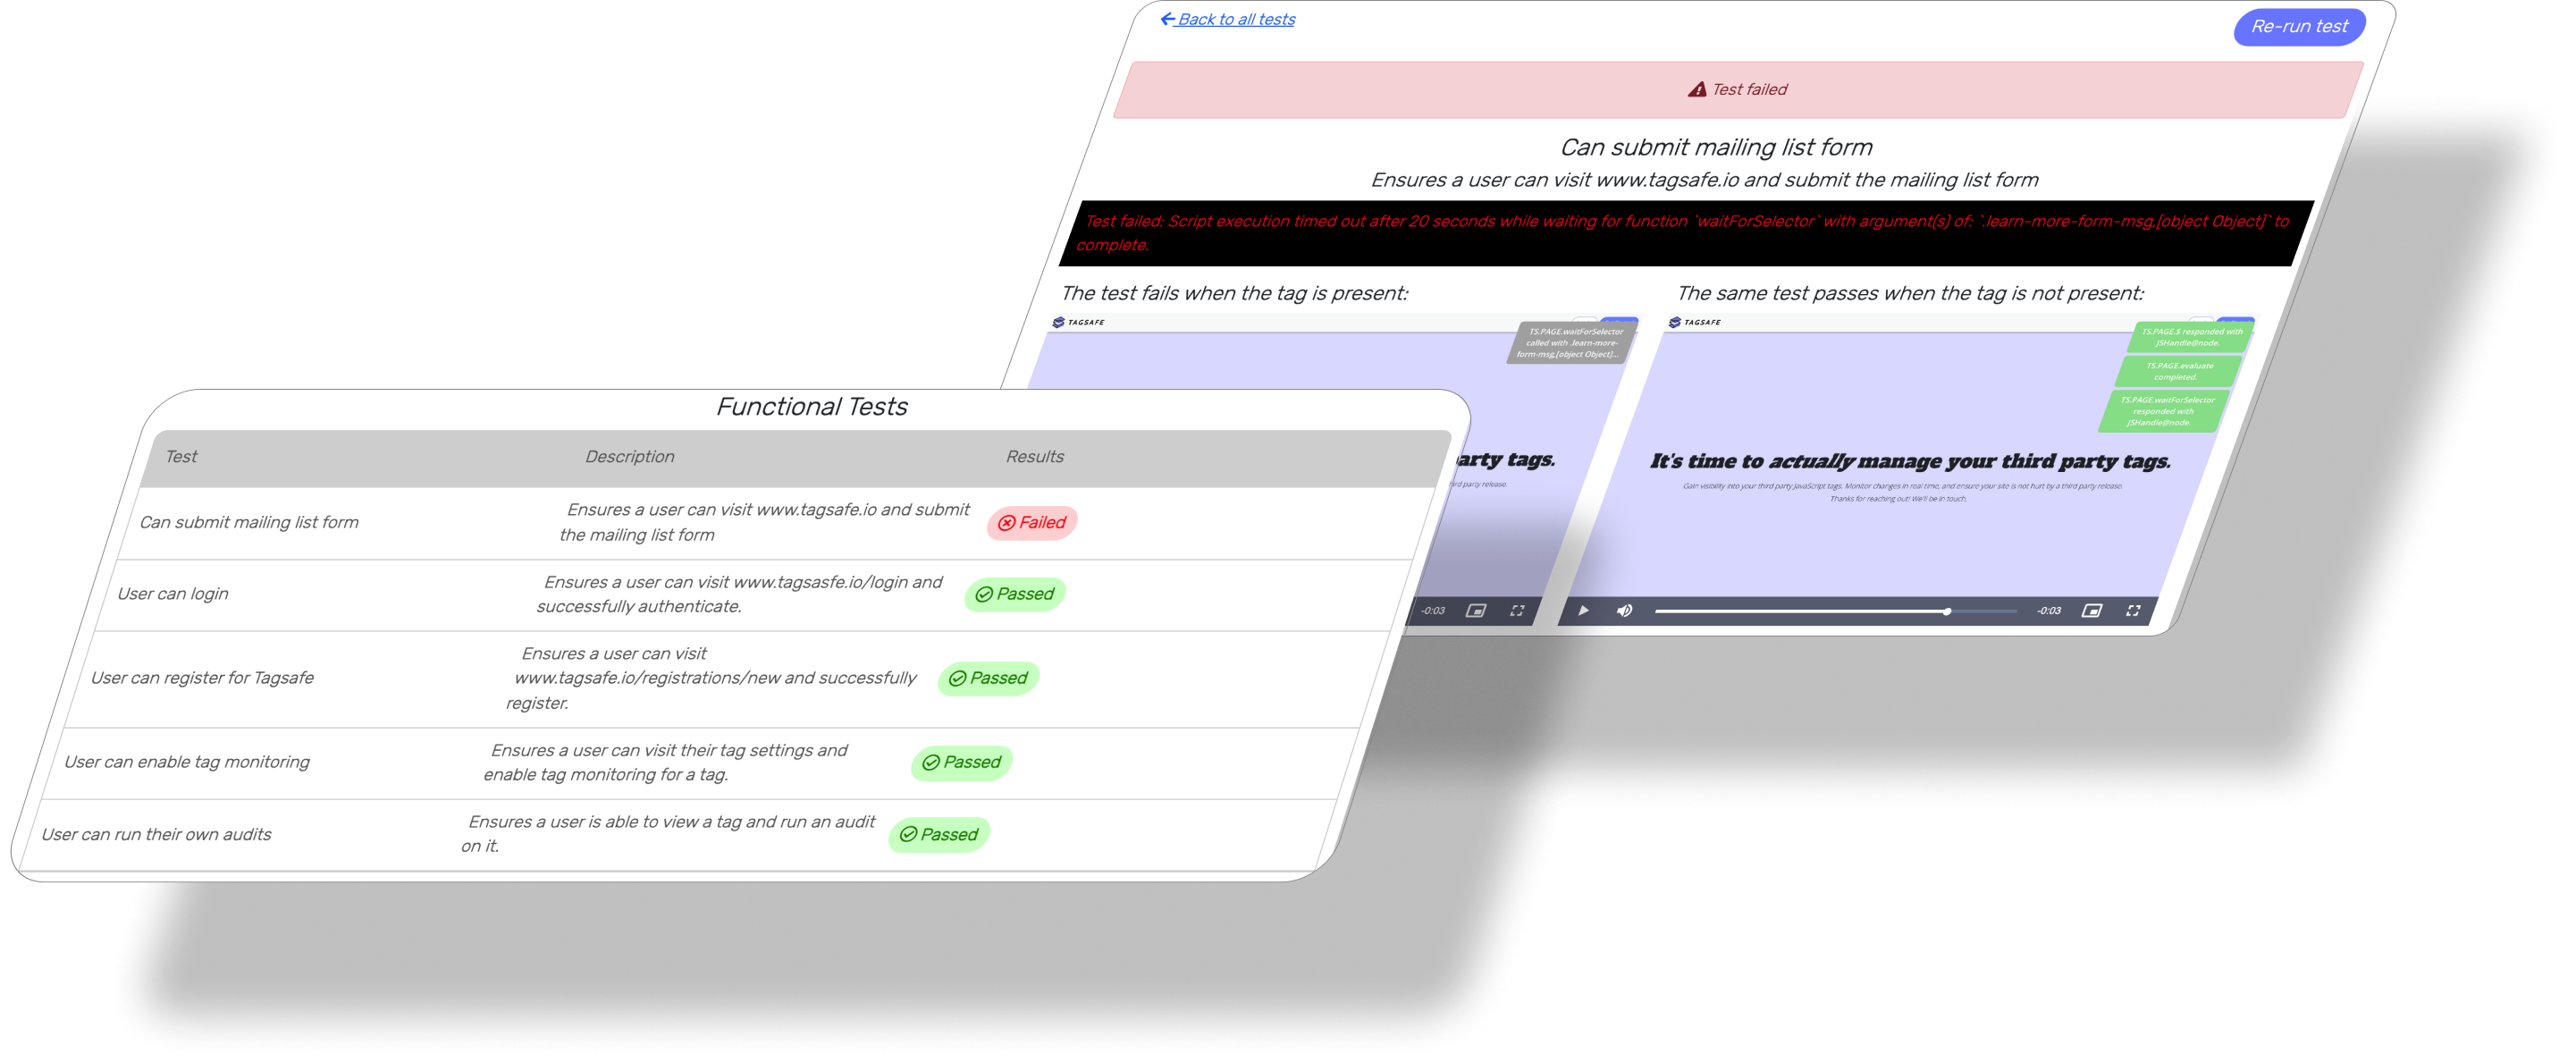 Back to all tests
Re-run test
Test failed
Can submit mailing list form
Ensures a user can visit www.tagsafe.io and submit the mailing list form
Test failed: Script execution timed out after 20 seconds while waiting for function `waitForSelector` with argument(s) of: `.learn-more-form-msg,[object Object]` to
complete.
The test fails when the tag is present:
TAGSAFE
TS.PAGE.waitForSelector
called with .learn-more-
form-msg,[object Object]...
arty tags.
ird party release.
-0:03
The same test passes when the tag is not present:
TAGSAFE
TS.PAGE.$ responded with
JSHandle@node.
TS.PAGE.evaluate
completed.
TS.PAGE.waitForSelector
responded with
JSHandle@node.
It's time to actually manage your third party tags.
Gain visibility into your third party JavaScript tags. Monitor changes in real time, and ensure your site is not hurt by a third party release.
Thanks for reaching out! We'll be in touch.
-0:03
Functional Tests
Test Description Results
Can submit mailing list form
Ensures a user can visit www.tagsafe.io and submit
the mailing list form
Failed
User can login
Ensures a user can visit www.tagsasfe.io/login and
successfully authenticate.
Passed
User can register for Tagsafe
Ensures a user can visit
www.tagsafe.io/registrations/new and successfully
register.
Passed
User can enable tag monitoring
Ensures a user can visit their tag settings and
enable tag monitoring for a tag.
Passed
User can run their own audits
Ensures a user is able to view a tag and run an audit
on it.
Passed